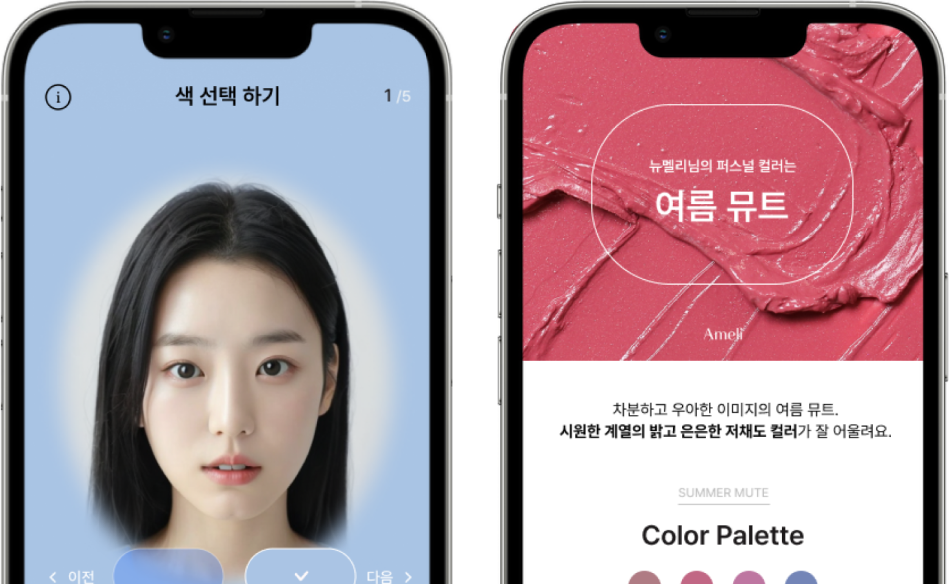 색 선택 하기
1 /5
이전
다음
뉴멜리님의 퍼스널 컬러는
여름 뮤트
Ameli
차분하고 우아한 이미지의 여름 뮤트.
시원한 계열의 밝고 은은한 저채도 컬러가 잘 어울려요.
SUMMER MUTE
Color Palette